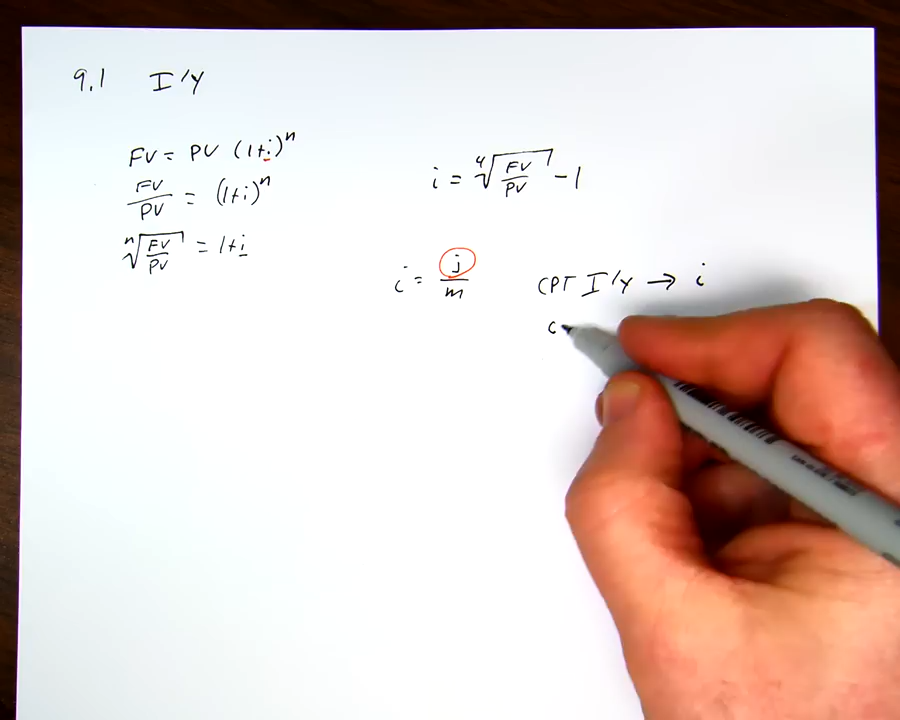 9.1 I/Y
FV = PV (1+i)^n
FV/PV = (1+i)^n
n√(FV/PV) = 1+i
i = 4√(FV/PV) - 1
i = j/m
CPT I/Y → i
c